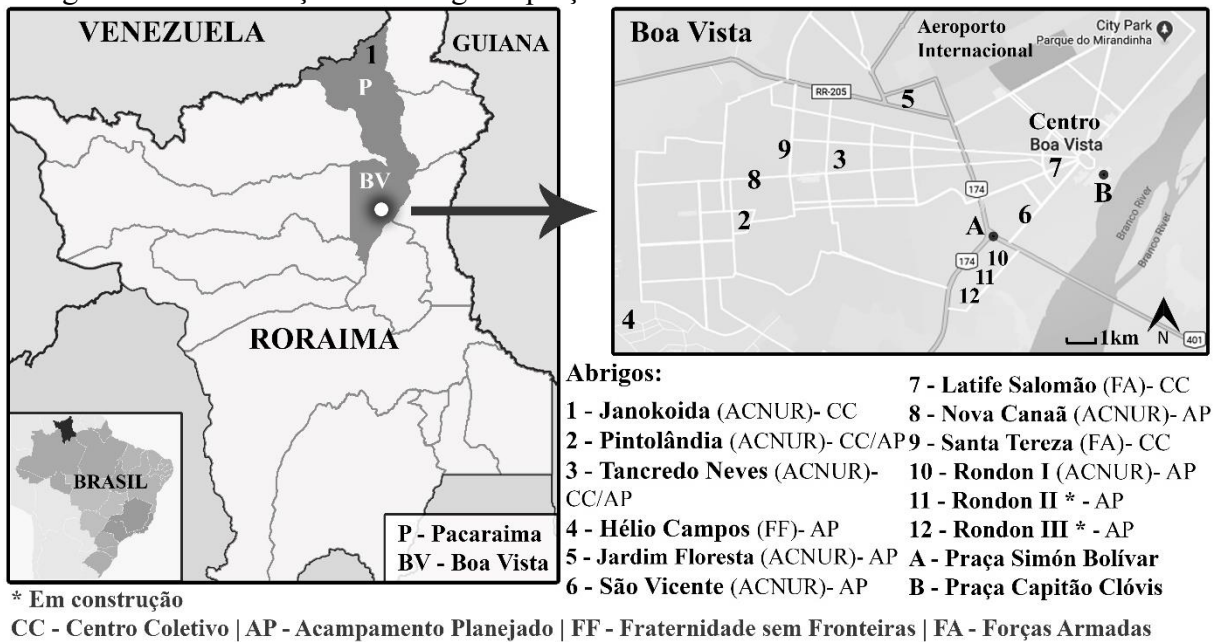 VENEZUELA
GUIANA
1
P
BV
RORAIMA
BRASIL
P - Pacaraima
BV - Boa Vista
Boa Vista
Aeroporto
Internacional
City Park
Parque do Mirandinha
RR-205
5
Centro
Boa Vista
9
3
7
8
174
B
2
6
A
10
174
11
12
4
Branco River
Branco River
1km
N
401
Abrigos:
1 - Janokoida (ACNUR)- CC
2 - Pintolândia (ACNUR)- CC/AP
3 - Tancredo Neves (ACNUR)-
CC/AP
4 - Hélio Campos (FF)- AP
5 - Jardim Floresta (ACNUR)- AP
6 - São Vicente (ACNUR)- AP
7 - Latife Salomão (FA)- CC
8 - Nova Canaã (ACNUR)- AP
9 - Santa Tereza (FA)- CC
10 - Rondon I (ACNUR)- AP
11 - Rondon II * - AP
12 - Rondon III * - AP
A - Praça Simón Bolívar
B - Praça Capitão Clóvis
* Em construção
CC - Centro Coletivo | AP - Acampamento Planejado | FF - Fraternidade sem Fronteiras | FA - Forças Armadas